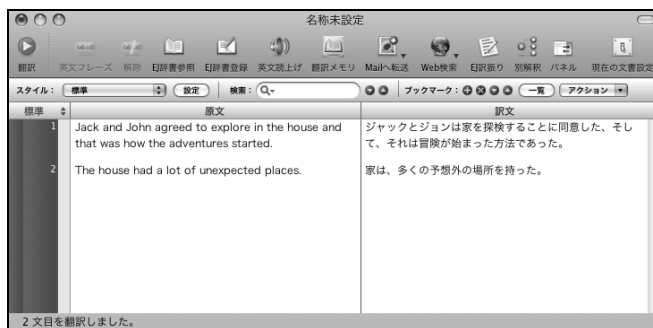 名称未設定
翻訳 英文フレーズ 解除 EJ辞書参照 EJ辞書登録 英文読上げ 翻訳メモリ Mailへ転送 Web検索 EJ訳振り 別解釈 パネル 現在の文書設定
スタイル： 標準 設定 検索： ブックマーク： 一覧 アクション
標準 原文 訳文
1 Jack and John agreed to explore in the house and ジャックとジョンは家を探検することに同意した、そし
that was how the adventures started. て、それは冒険が始まった方法であった。
2 The house had a lot of unexpected places. 家は、多くの予想外の場所を持った。
2 文目を翻訳しました。